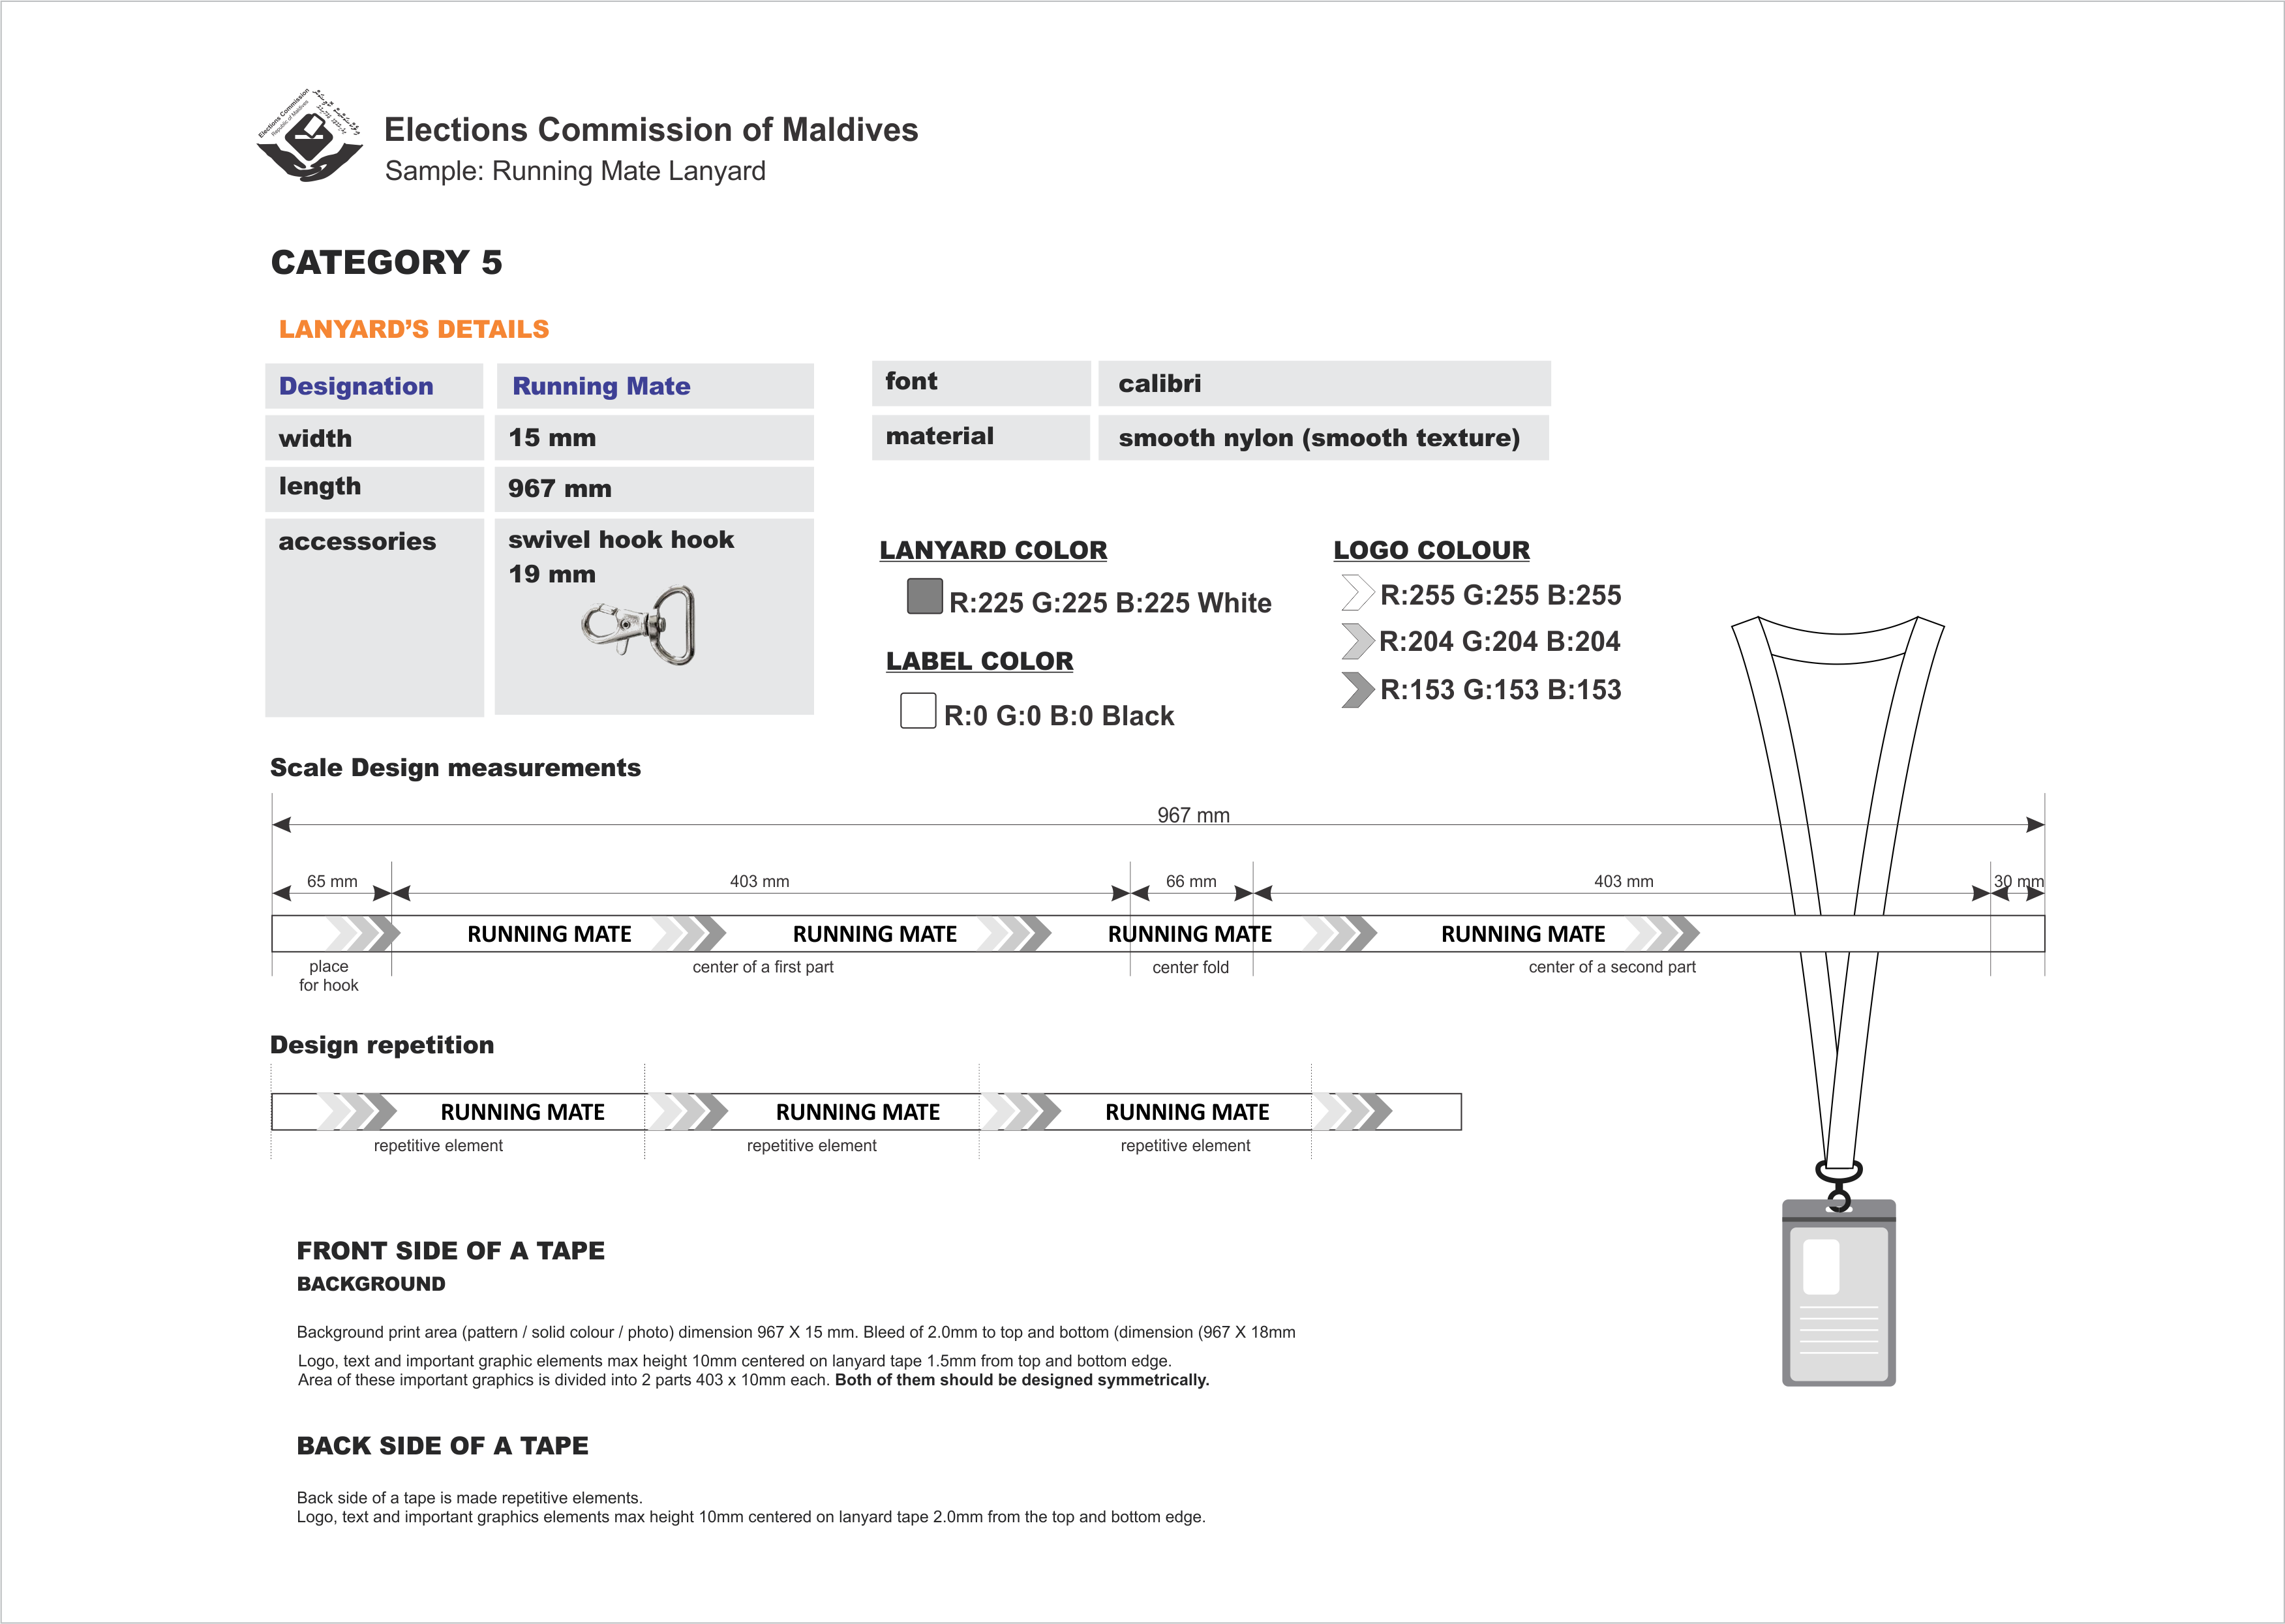 Elections Commission
Republic of Maldives
Elections Commission of Maldives
Sample: Running Mate Lanyard
CATEGORY 5
LANYARD’S DETAILS
Designation
Running Mate
width
15 mm
length
967 mm
accessories
swivel hook hook
19 mm
font
calibri
material
smooth nylon (smooth texture)
LANYARD COLOR
R:225 G:225 B:225 White
LABEL COLOR
R:0 G:0 B:0 Black
LOGO COLOUR
R:255 G:255 B:255
R:204 G:204 B:204
R:153 G:153 B:153
Scale Design measurements
967 mm
65 mm
403 mm
66 mm
403 mm
30 mm
RUNNING MATE
RUNNING MATE
RUNNING MATE
RUNNING MATE
place
for hook
center of a first part
center fold
center of a second part
Design repetition
RUNNING MATE
RUNNING MATE
RUNNING MATE
repetitive element
repetitive element
repetitive element
FRONT SIDE OF A TAPE
BACKGROUND
Background print area (pattern / solid colour / photo) dimension 967 X 15 mm. Bleed of 2.0mm to top and bottom (dimension (967 X 18mm
Logo, text and important graphic elements max height 10mm centered on lanyard tape 1.5mm from top and bottom edge.
Area of these important graphics is divided into 2 parts 403 x 10mm each. Both of them should be designed symmetrically.
BACK SIDE OF A TAPE
Back side of a tape is made repetitive elements.
Logo, text and important graphics elements max height 10mm centered on lanyard tape 2.0mm from the top and bottom edge.